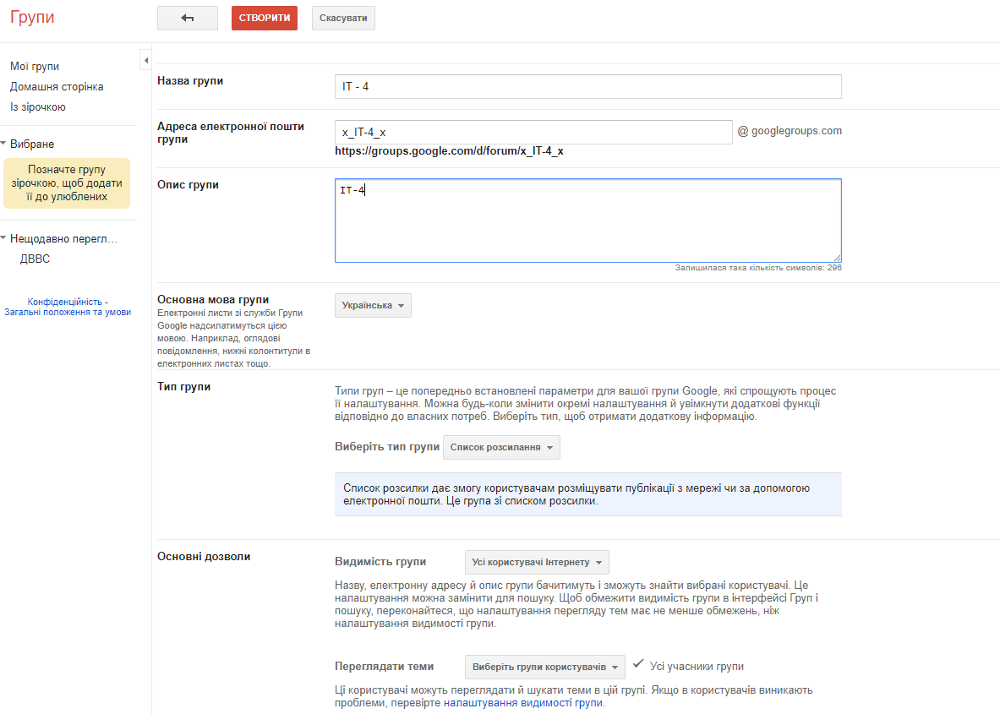 Групи
СТВОРИТИ
Скасувати
Мої групи
Домашня сторінка
Із зірочкою
Вибране
Позначте групу
зірочкою, щоб додати
її до улюблених
Нещодавно перегл…
ДВВС
Конфіденційність -
Загальні положення та умови
Назва групи
IT - 4
Адреса електронної пошти
групи
x_IT-4_x
@ googlegroups.com
https://groups.google.com/d/forum/x_IT-4_x
Опис групи
IT-4
Залишилася така кількість символів: 296
Основна мова групи
Українська
Електронні листи зі служби Групи
Google надсилатимуться цією
мовою. Наприклад, оглядові
повідомлення, нижні колонтитули в
електронних листах тощо.
Тип групи
Типи груп – це попередньо встановлені параметри для вашої групи Google, які спрощують процес
її налаштування. Можна будь-коли змінити окремі налаштування й увімкнути додаткові функції
відповідно до власних потреб. Виберіть тип, щоб отримати додаткову інформацію.
Виберіть тип групи
Список розсилання
Список розсилки дає змогу користувачам розміщувати публікації з мережі чи за допомогою
електронної пошти. Це група зі списком розсилки.
Основні дозволи
Видимість групи
Усі користувачі Інтернету
Назву, електронну адресу й опис групи бачитимуть і зможуть знайти вибрані користувачі. Це
налаштування можна замінити для пошуку. Щоб обмежити видимість групи в інтерфейсі Груп і
пошуку, переконайтеся, що налаштування перегляду тем має не менше обмежень, ніж
налаштування видимості групи.
Переглядати теми
Виберіть групи користувачів
Усі учасники групи
Ці користувачі можуть переглядати й шукати теми в цій групі. Якщо в користувачів виникають
проблеми, перевірте налаштування видимості групи.